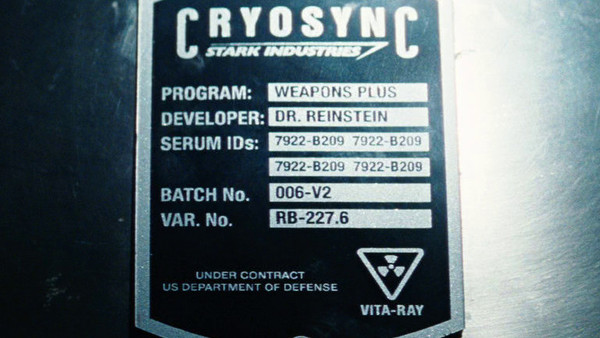 CRYOSYNC
STARK INDUSTRIES
PROGRAM: WEAPONS PLUS
DEVELOPER: DR. REINSTEIN
SERUM IDs: 7922-B209 7922-B209
7922-B209 7922-B209
BATCH No. 006-V2
VAR. No. RB-227.6
UNDER CONTRACT
US DEPARTMENT OF DEFENSE
VITA-RAY